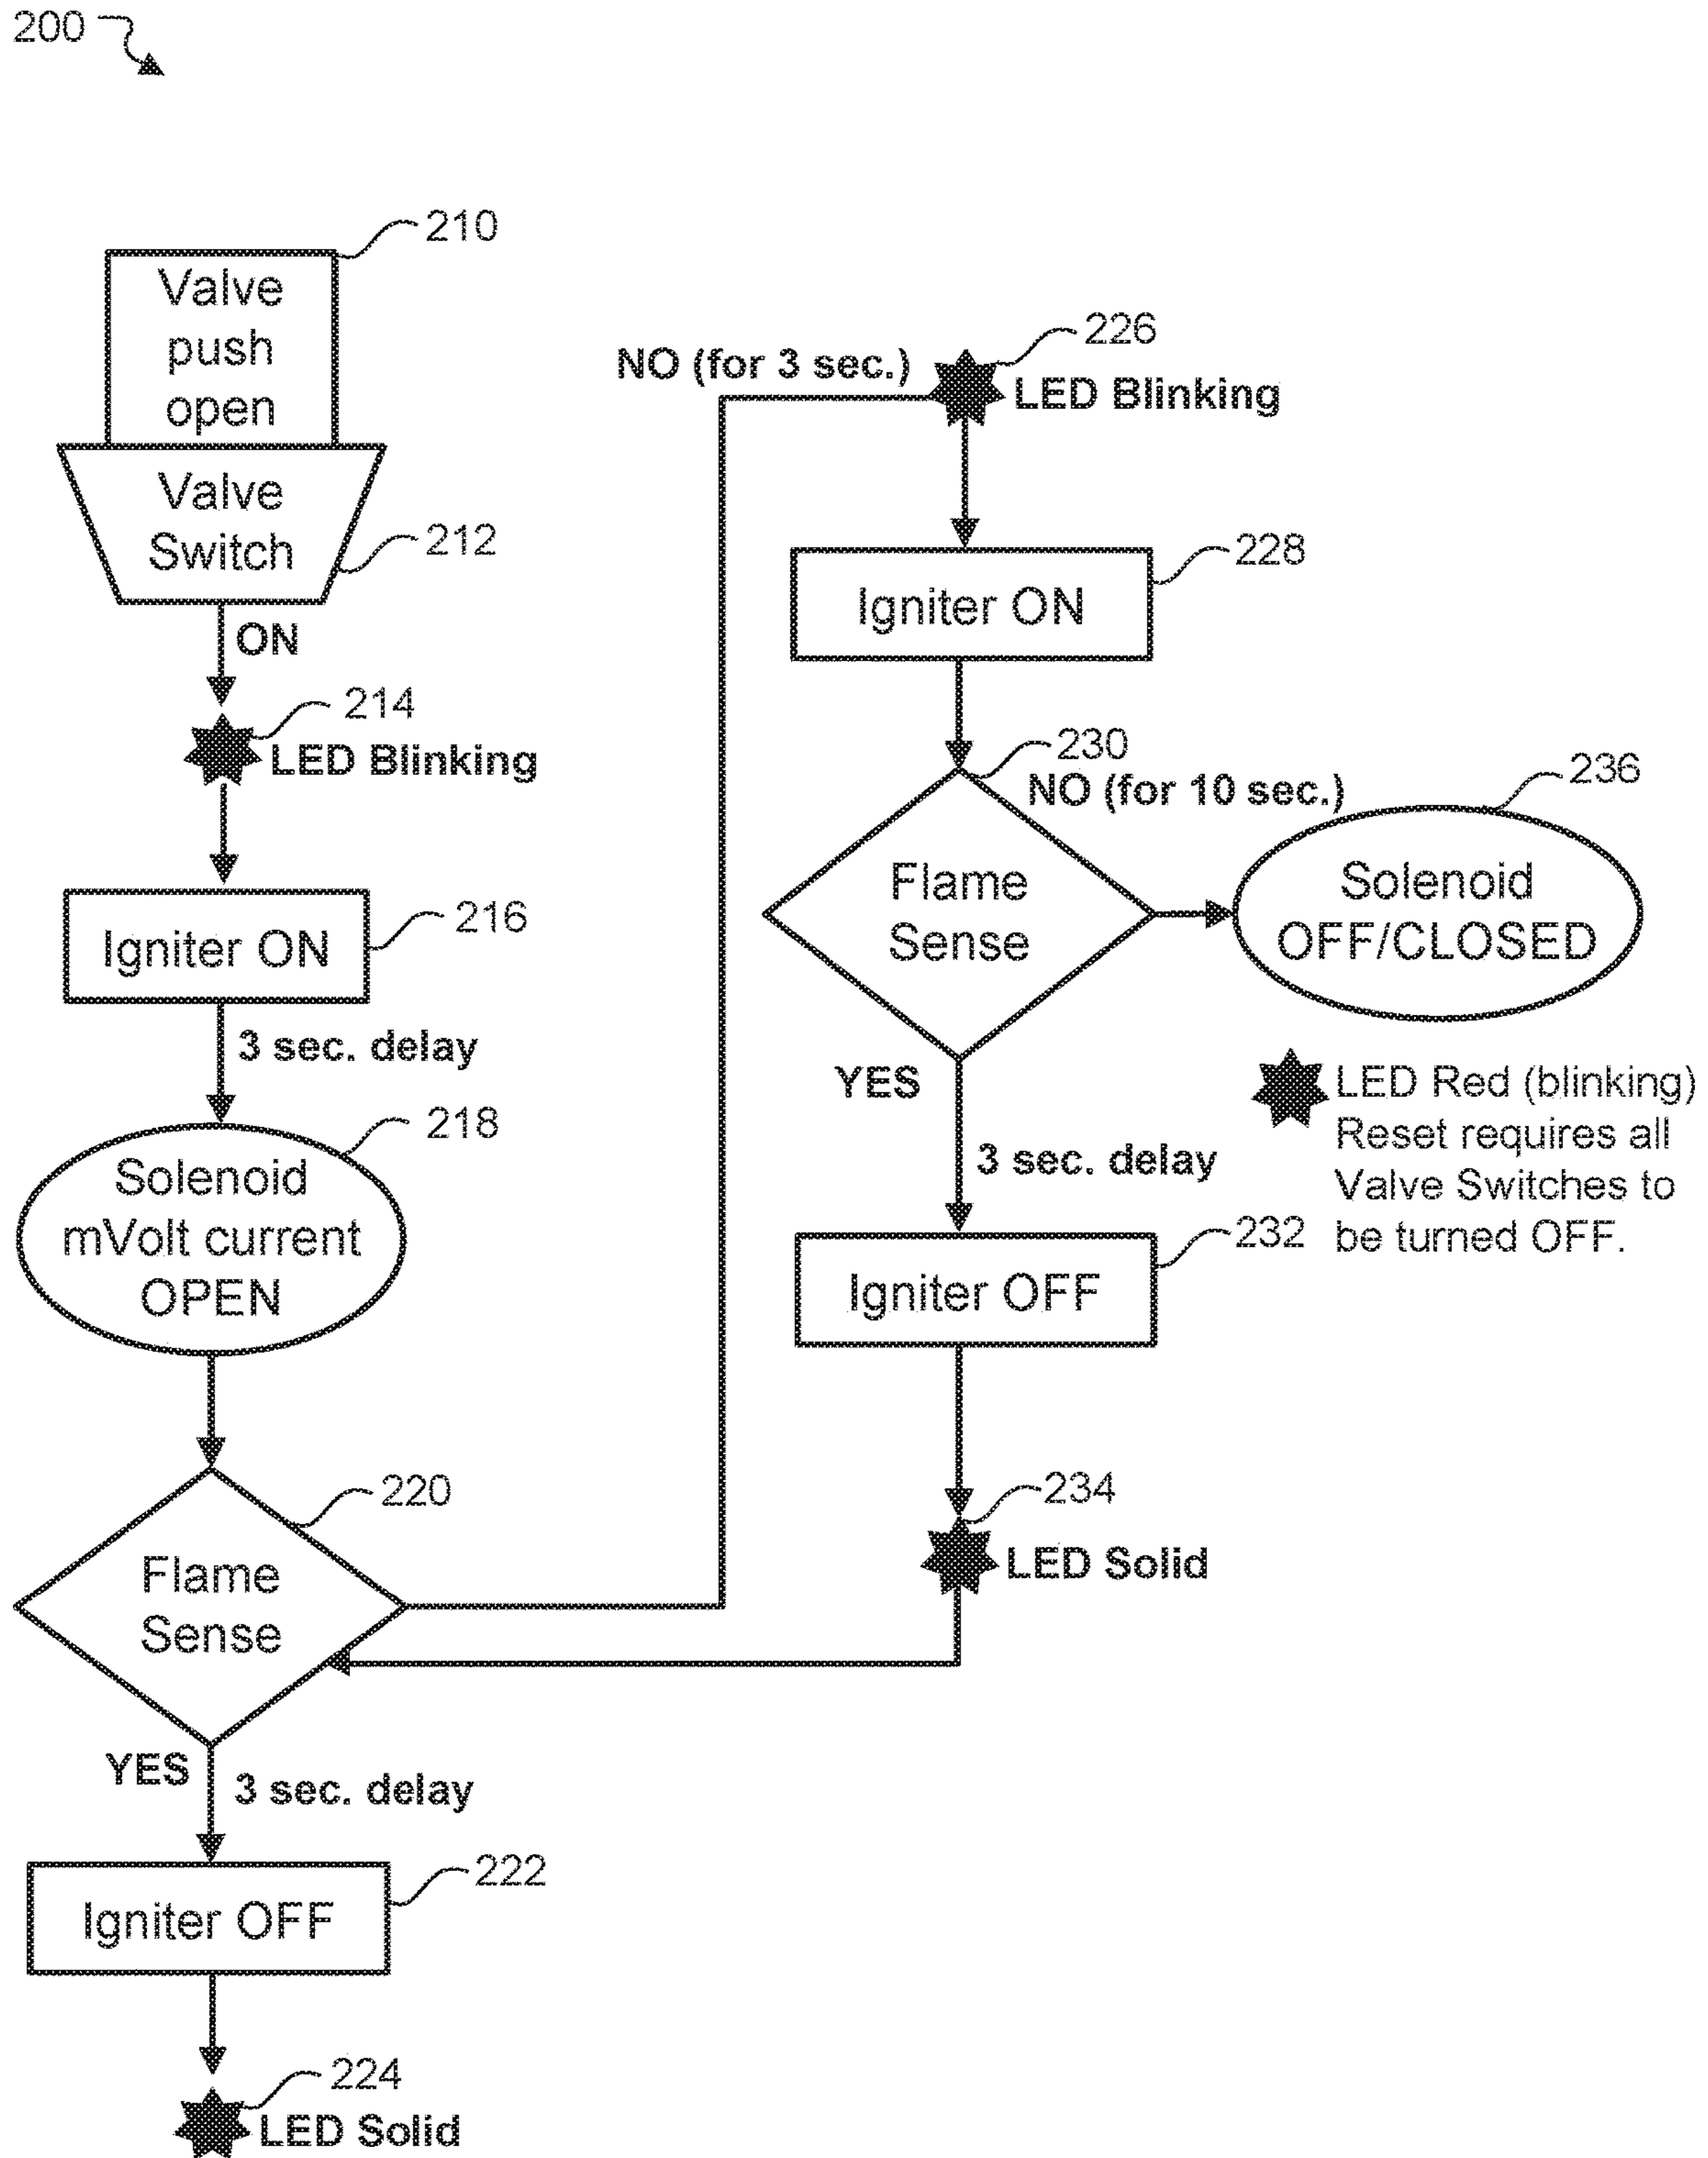 200
210
Valve
push
open
Valve
Switch
212
ON
214
LED Blinking
Igniter ON
216
3 sec. delay
218
Solenoid
mVolt current
OPEN
220
Flame
Sense
YES
3 sec. delay
222
Igniter OFF
224
LED Solid
NO (for 3 sec.)
226
LED Blinking
228
Igniter ON
230
NO (for 10 sec.)
Flame
Sense
236
Solenoid
OFF/CLOSED
LED Red (blinking)
Reset requires all
Valve Switches to
be turned OFF.
YES
3 sec. delay
232
Igniter OFF
234
LED Solid